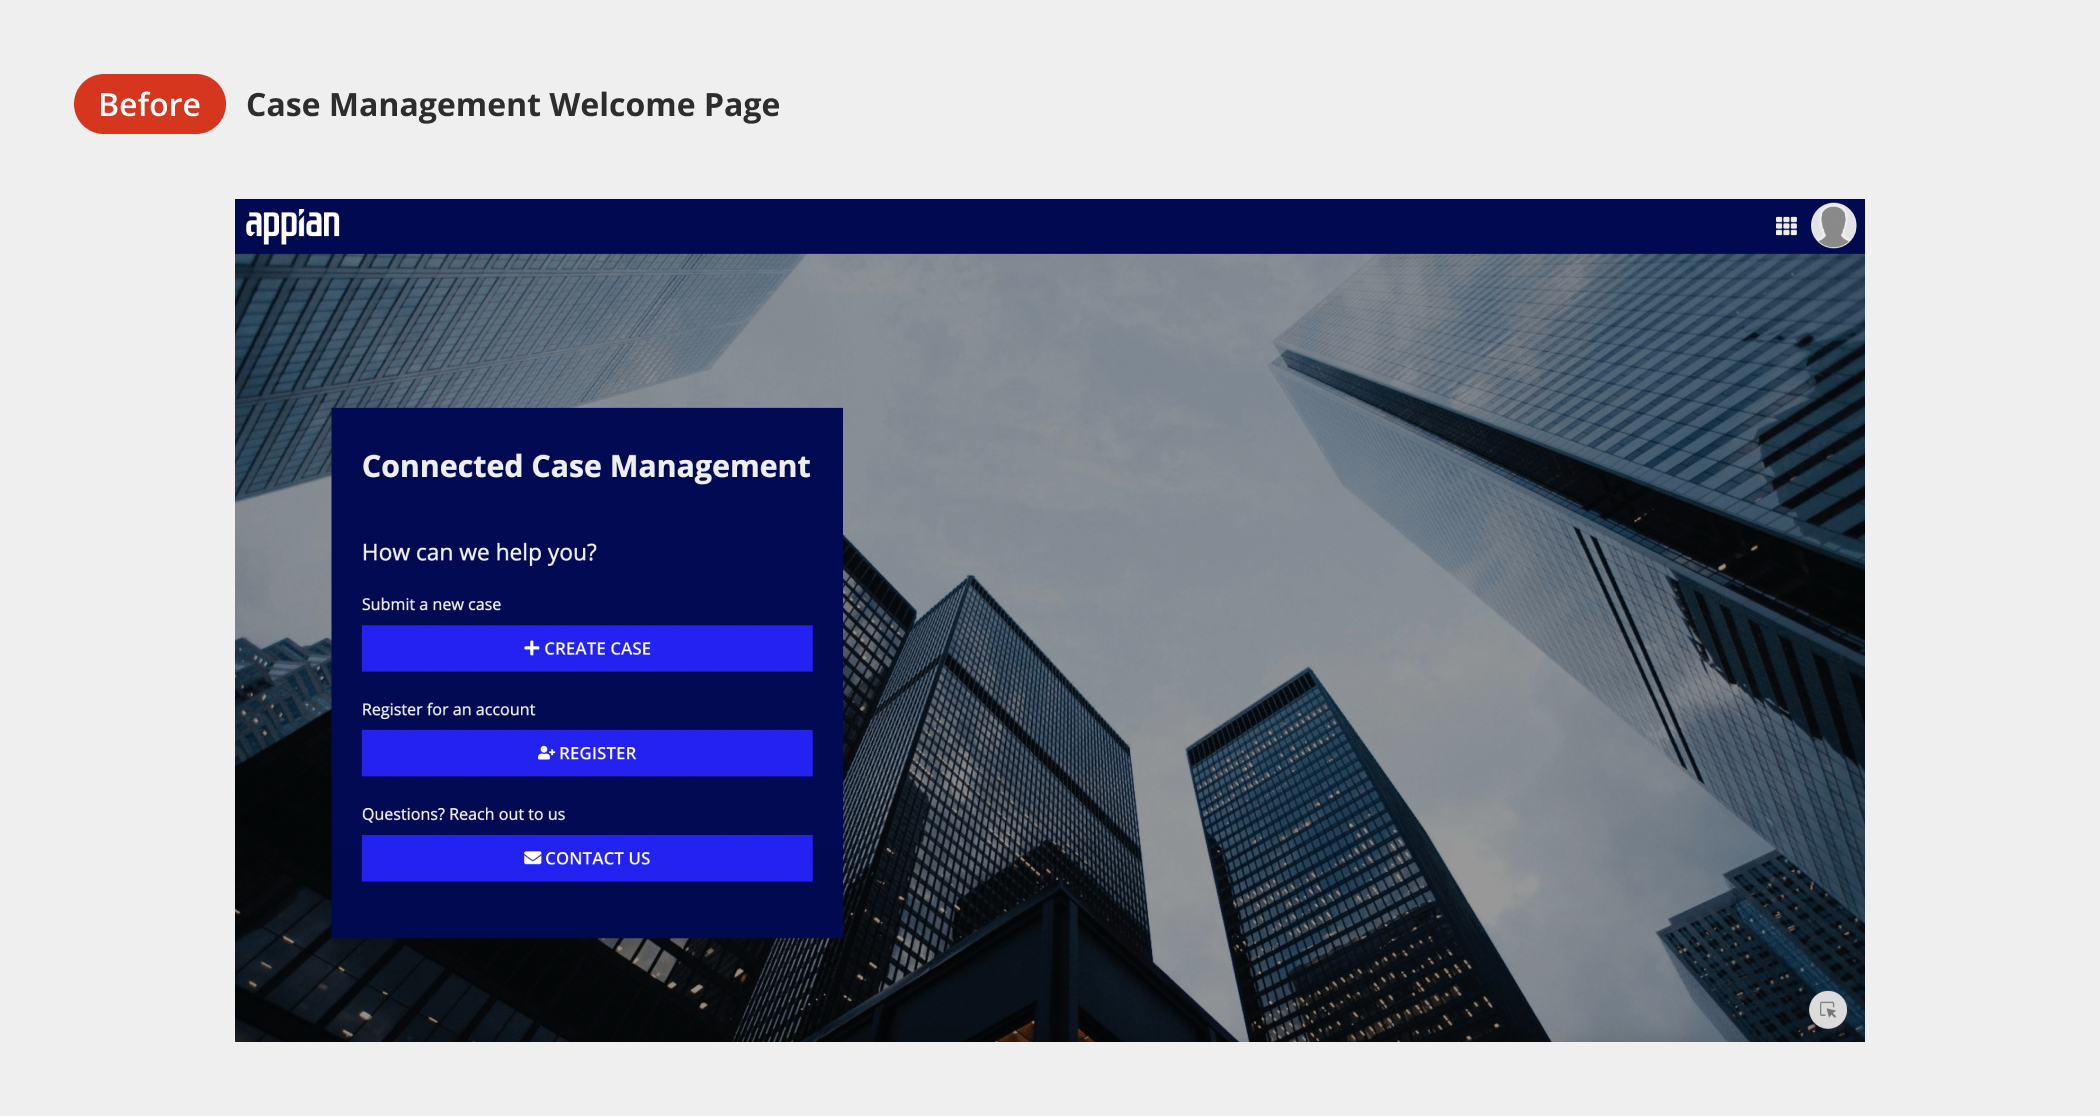 Before
Case Management Welcome Page
appian
Connected Case Management
How can we help you?
Submit a new case
CREATE CASE
Register for an account
REGISTER
Questions? Reach out to us
CONTACT US